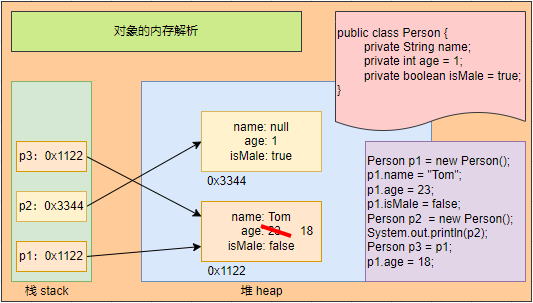 对象的内存解析
public class Person {
private String name;
private int age = 1;
private boolean isMale = true;
}
p3: 0x1122
p2: 0x3344
p1: 0x1122
栈 stack
name: null
age: 1
isMale: true
0x3344
name: Tom
age: 23 18
isMale: false
0x1122
堆 heap
Person p1 = new Person();
p1.name = "Tom";
p1.age = 23;
p1.isMale = false;
Person p2 = new Person();
System.out.println(p2);
Person p3 = p1;
p1.age = 18;